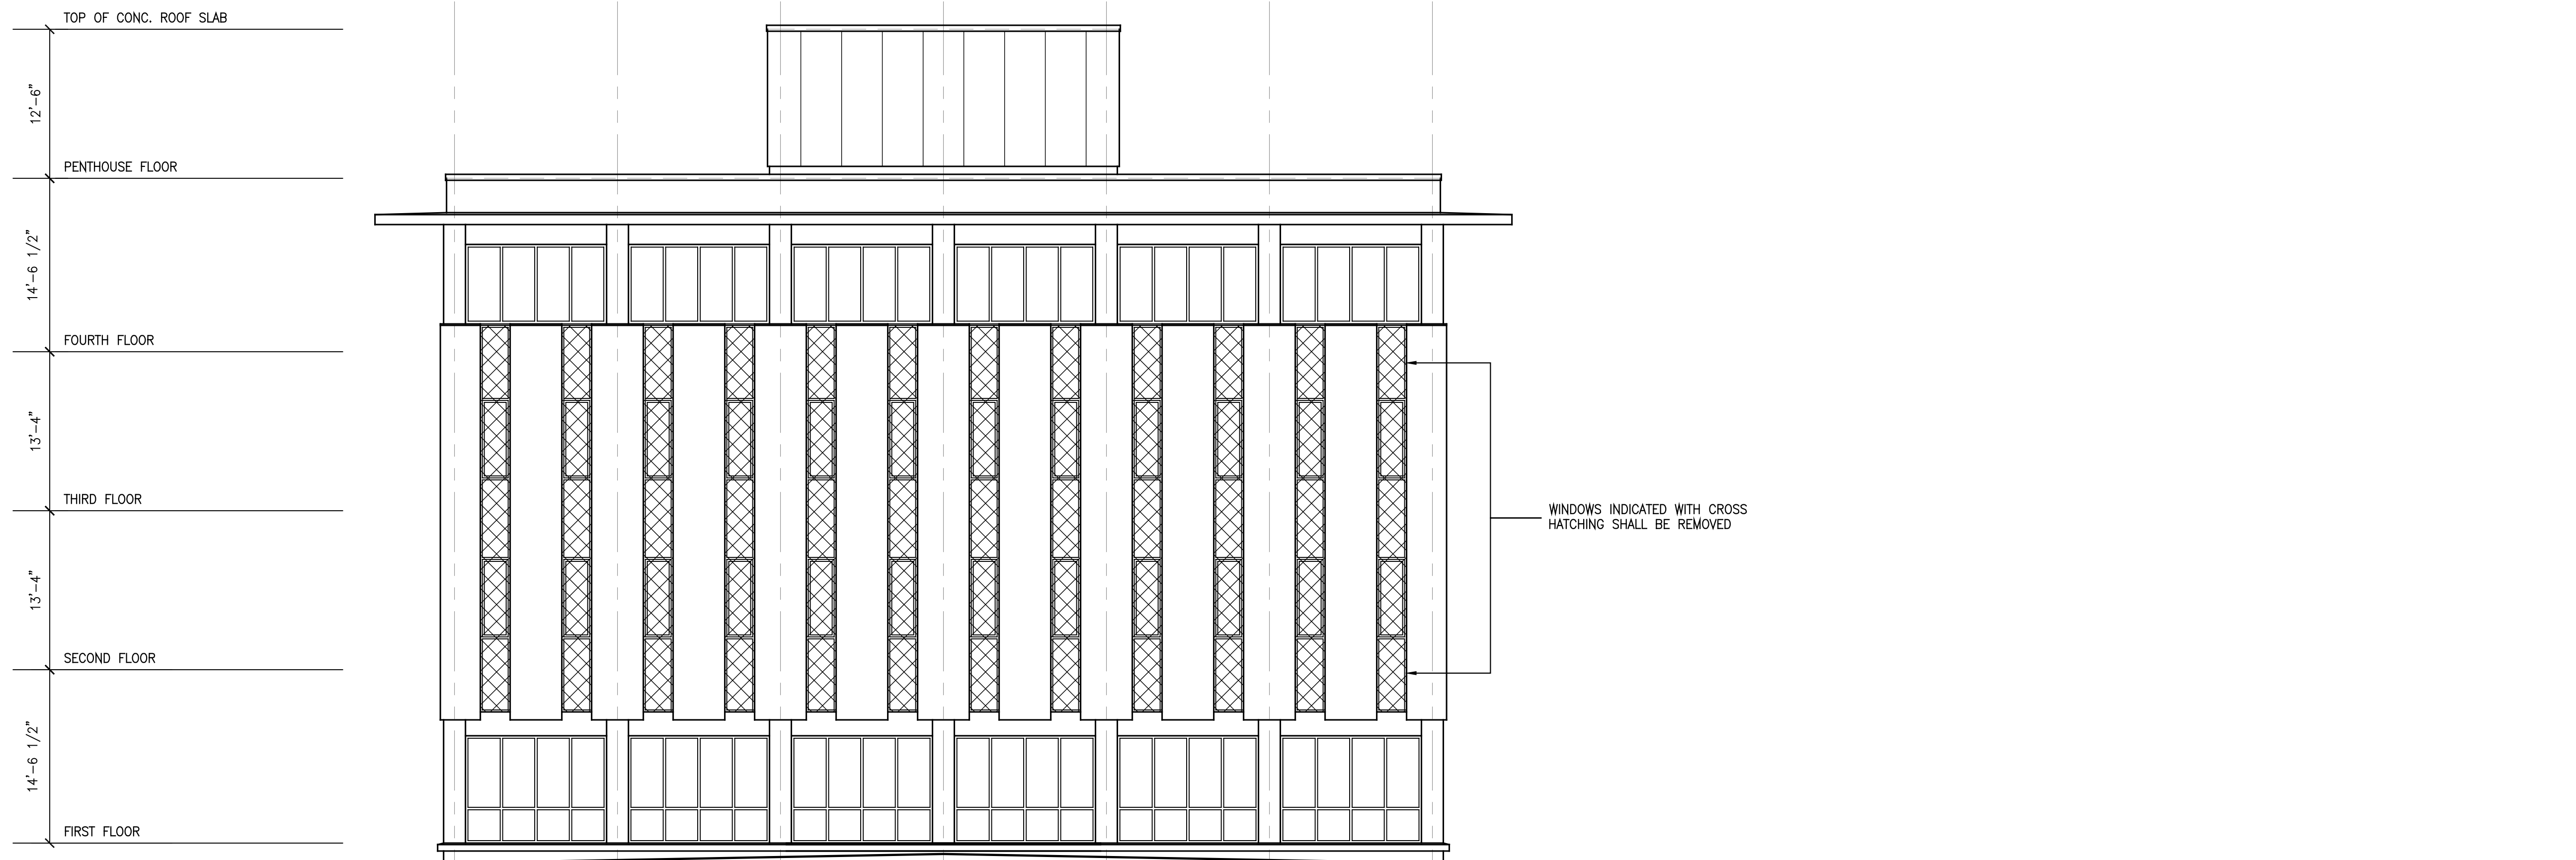 TOP OF CONC. ROOF SLAB
12'-6"
PENTHOUSE FLOOR
14'-6 1/2"
FOURTH FLOOR
13'-4"
THIRD FLOOR
WINDOWS INDICATED WITH CROSS
HATCHING SHALL BE REMOVED
13'-4"
SECOND FLOOR
14'-6 1/2"
FIRST FLOOR